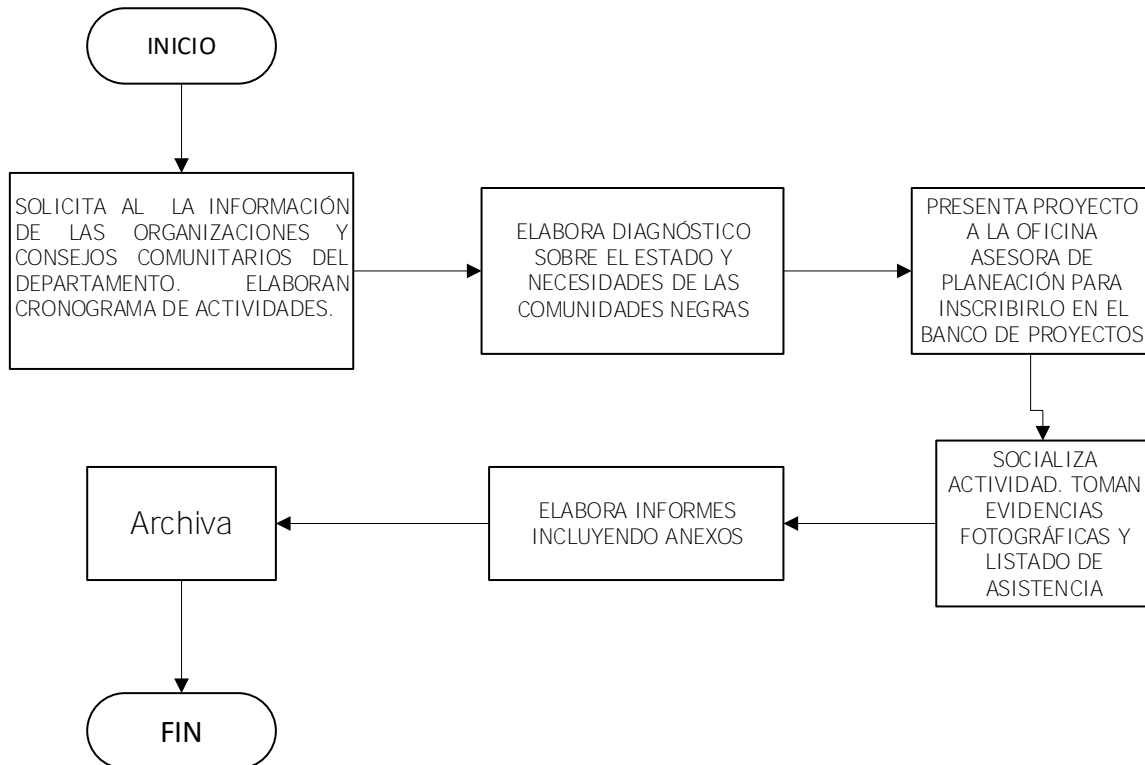 INICIO
SOLICITA AL LA INFORMACIÓN
DE LAS ORGANIZACIONES Y
CONSEJOS COMUNITARIOS DEL
DEPARTAMENTO. ELABORAN
CRONOGRAMA DE ACTIVIDADES.
ELABORA DIAGNÓSTICO
SOBRE EL ESTADO Y
NECESIDADES DE LAS
COMUNIDADES NEGRAS
PRESENTA PROYECTO
A LA OFICINA
ASESORA DE
PLANEACIÓN PARA
INSCRIBIRLO EN EL
BANCO DE PROYECTOS
SOCIALIZA
ACTIVIDAD. TOMAN
EVIDENCIAS
FOTOGRÁFICAS Y
LISTADO DE
ASISTENCIA
ELABORA INFORMES
INCLUYENDO ANEXOS
Archiva
FIN